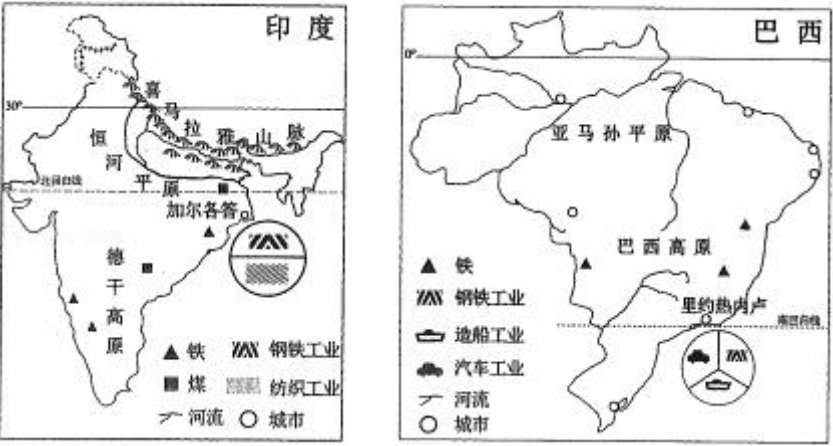 印度
30°
喜马拉雅山脉
恒河平原
北回归线
加尔各答
德干高原
铁
钢铁工业
煤
纺织工业
河流
城市
巴西
0°
亚马孙平原
巴西高原
里约热内卢
南回归线
铁
钢铁工业
造船工业
汽车工业
河流
城市